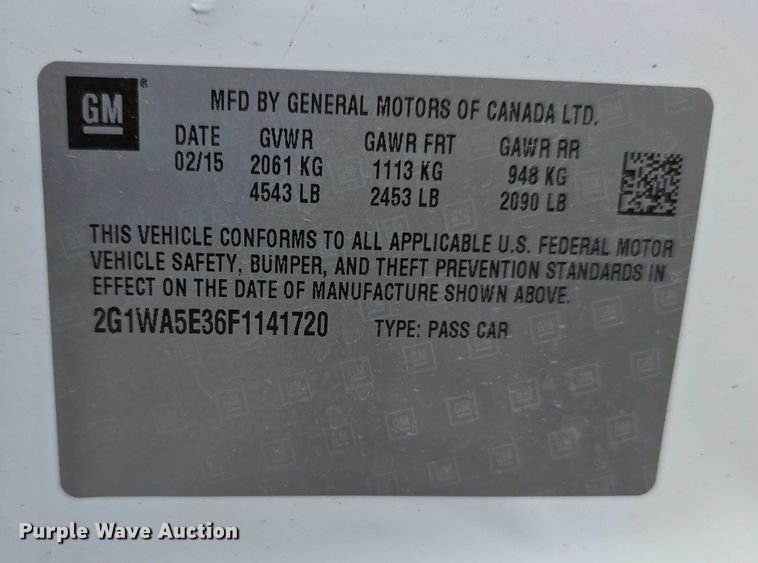 GM®
MFD BY GENERAL MOTORS OF CANADA LTD.
DATE GVWR GAWR FRT GAWR RR
02/15 2061 KG 1113 KG 948 KG
4543 LB 2453 LB 2090 LB
THIS VEHICLE CONFORMS TO ALL APPLICABLE U.S. FEDERAL MOTOR
VEHICLE SAFETY, BUMPER, AND THEFT PREVENTION STANDARDS IN
EFFECT ON THE DATE OF MANUFACTURE SHOWN ABOVE.
2G1WA5E36F1141720 TYPE: PASS CAR
Purple Wave Auction